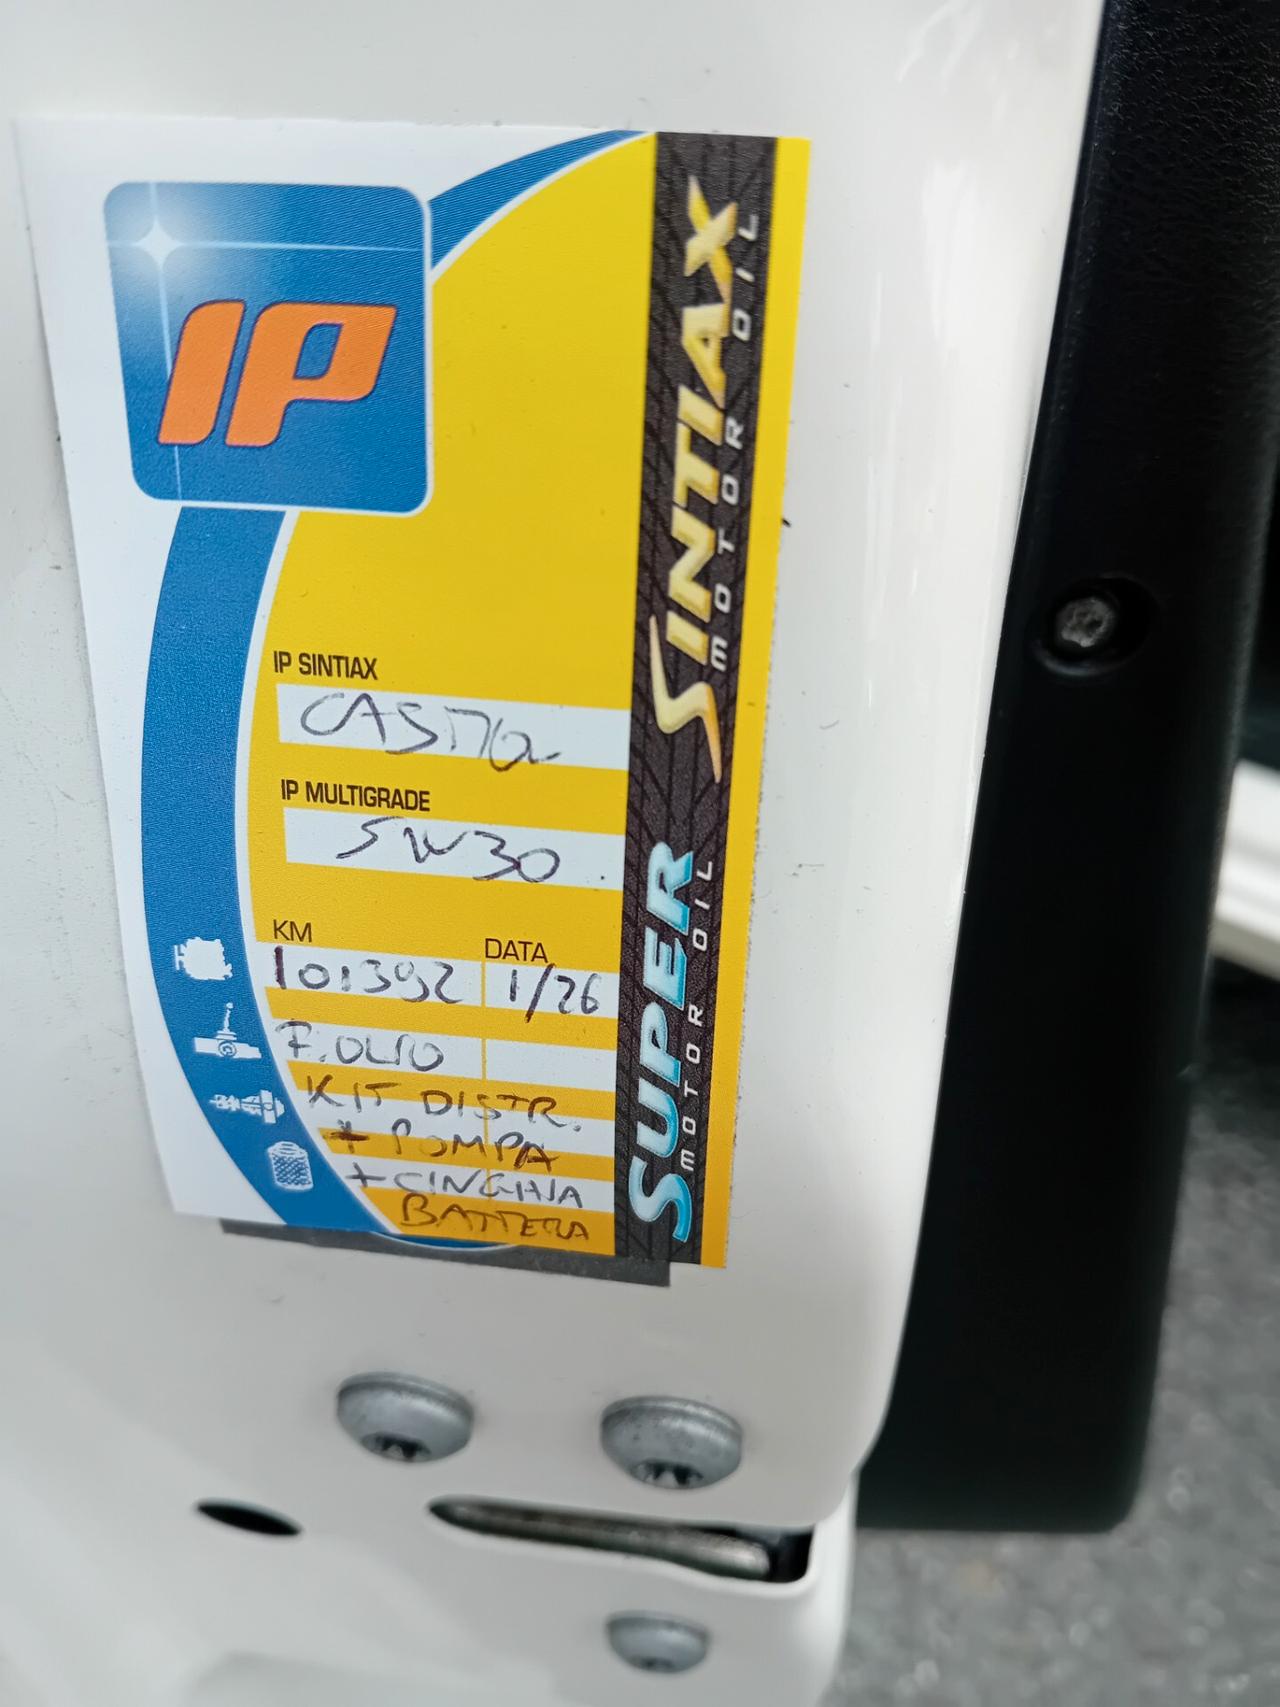 IP
IP SINTIAX
CASTROL
IP MULTIGRADE
5W30
KM DATA
101392 1/26
F. OLIO
KIT DISTR.
+ POMPA
+ CINGHIA
BATTERIA
SINTIAX
MOTOR OIL
SUPER
MOTOR OIL